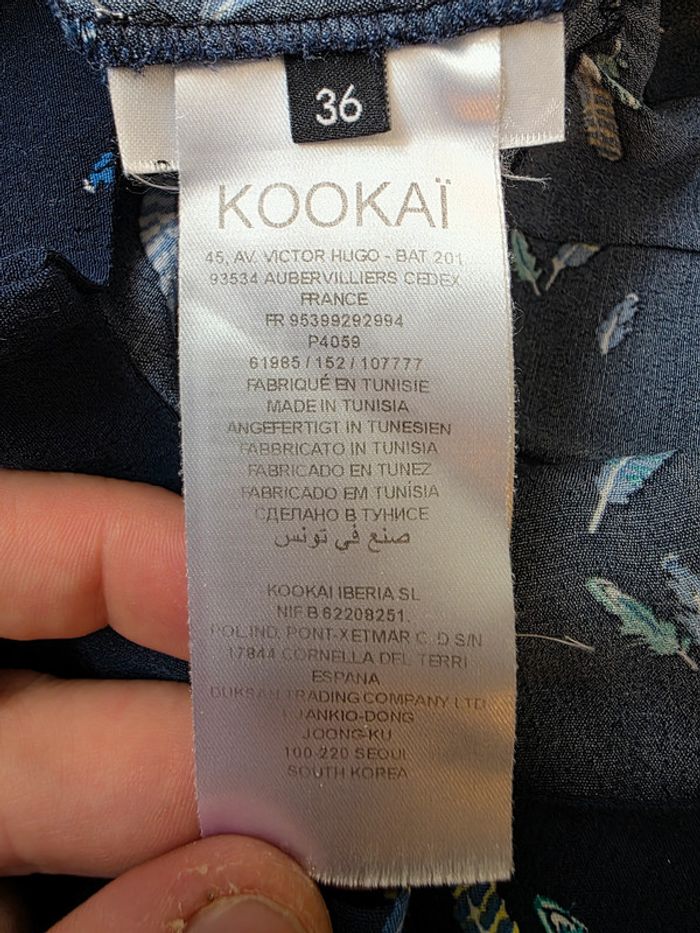 36
KOOKAÏ
45, AV. VICTOR HUGO - BAT 201
93534 AUBERVILLIERS CEDEX
FRANCE
FR 95399292994
P4059
61985 / 152 / 107777
FABRIQUÉ EN TUNISIE
MADE IN TUNISIA
ANGEFERTIGT IN TUNESIEN
FABBRICATO IN TUNISIA
FABRICADO EN TUNEZ
FABRICADO EM TUNÍSIA
СДЕЛАНО В ТУНИСЕ
صنع في تونس
KOOKAI IBERIA SL
NIF B 62208251.
POL.IND. PONT-XETMAR C. D S/N
17844 CORNELLA DEL TERRI
ESPANA
DUKSAN TRADING COMPANY LTD
JANKIO-DONG
JOONG-KU
100-220 SEOUL
SOUTH KOREA